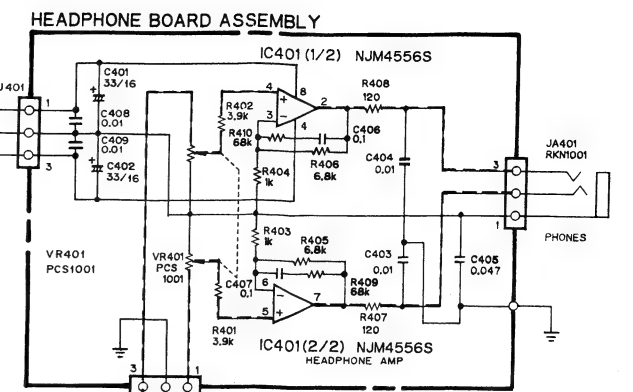 HEADPHONE BOARD ASSEMBLY
IC401 (1/2) NJM4556S
J401
1
3
C401
33/16
C408
0.01
C409
0.01
C402
33/16
R402
3.9k
4
8
2
3
4
R410
68k
C406
0.1
R406
6.8k
R404
1k
R408
120
C404
0.01
3
1
JA401
RKN1001
PHONES
VR401
PCS1001
VR401
PCS
1001
R403
1k
R405
6.8k
C407
0.1
R409
68k
6
7
5
R401
3.9k
R407
120
C403
0.01
C405
0.047
IC401 (2/2) NJM4556S
HEADPHONE AMP
3
1